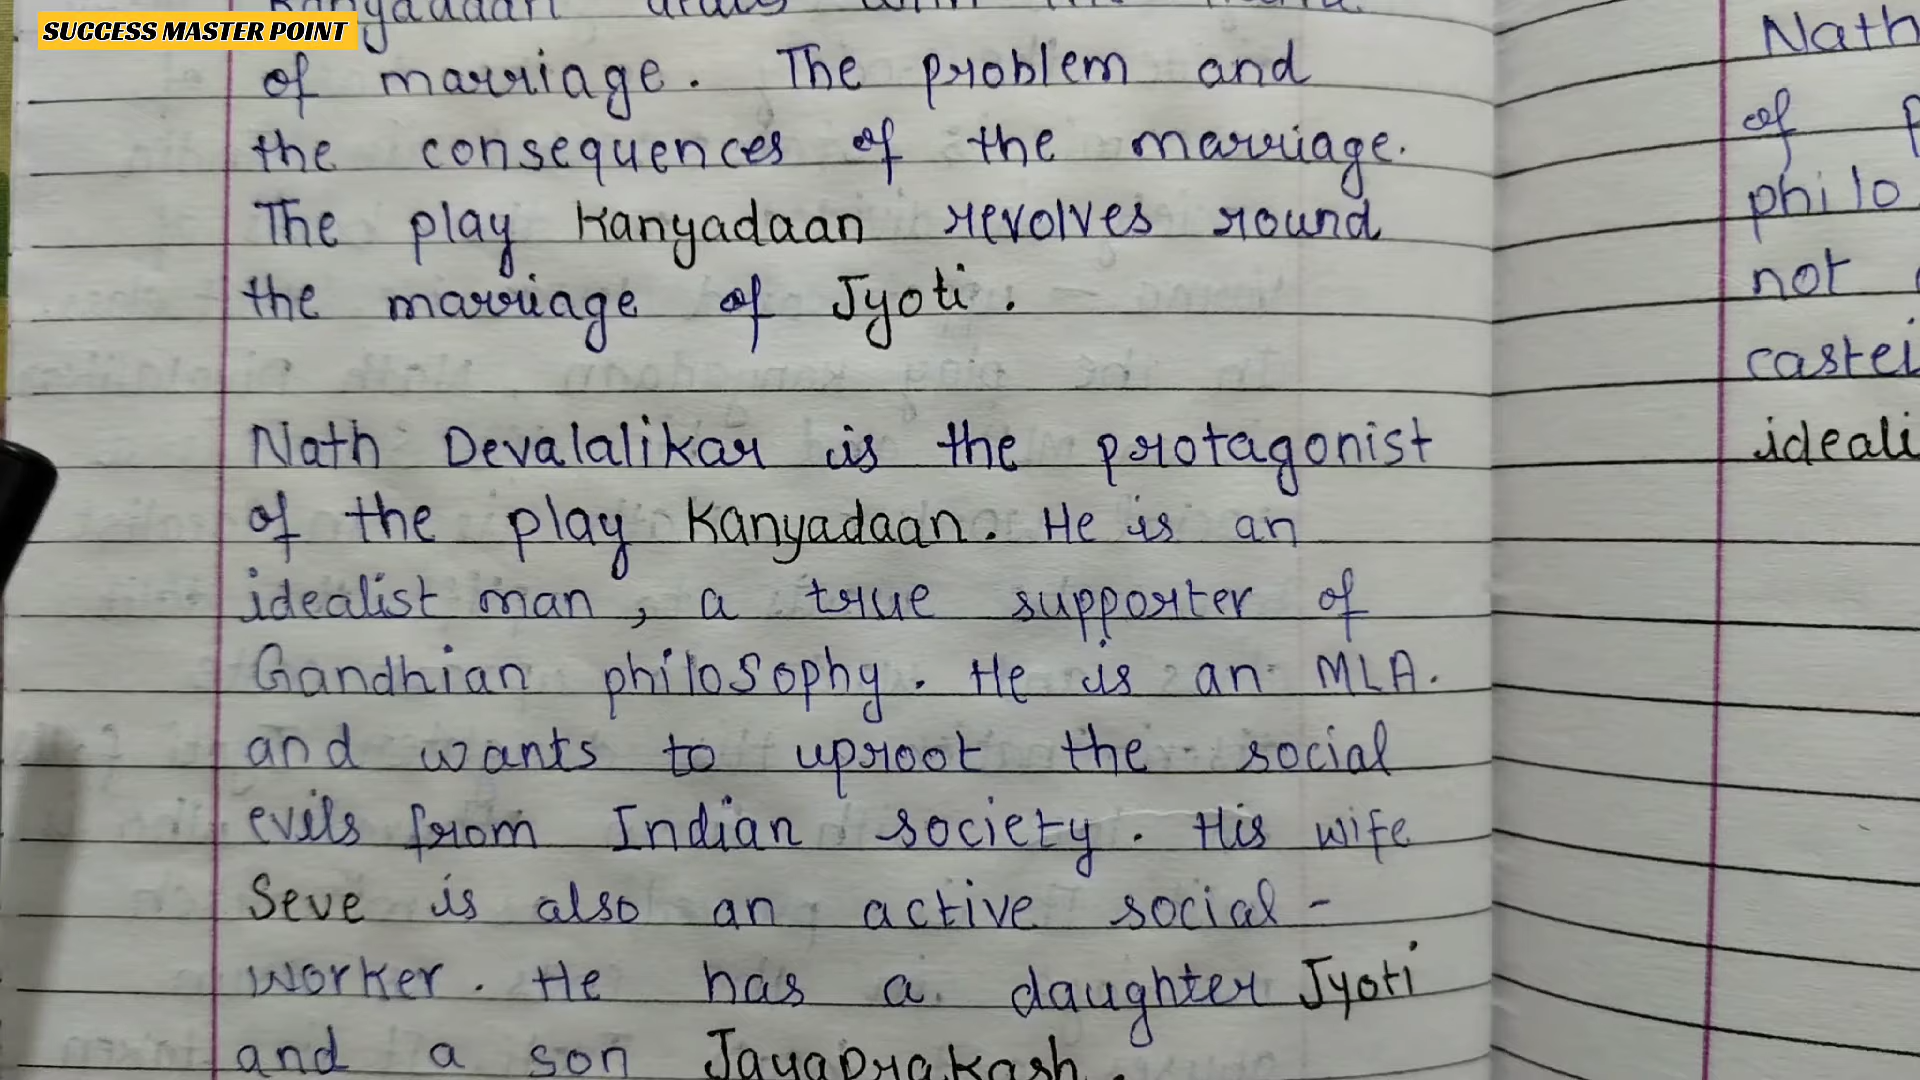 SUCCESS MASTER POINT
Kanyadaan deals with the
of marriage. The problem and
the consequences of the marriage.
The play Kanyadaan revolves round
the marriage of Jyoti.
Nath Devalalikar is the protagonist
of the play Kanyadaan. He is an
idealist man, a true supporter of
Gandhian philosophy. He is an MLA.
and wants to uproot the social
evils from Indian society. His wife
Seve is also an active social-
worker. He has a daughter Jyoti
and a son Jayaprakash.
Nath
of
philo
not
castei
ideali